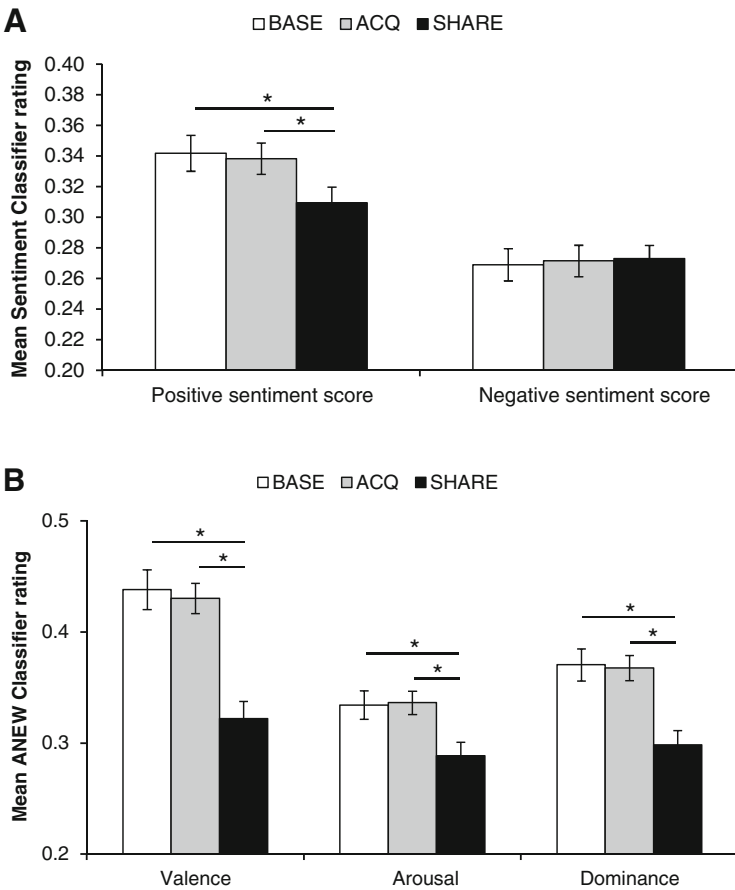 A
BASE ACQ SHARE
Mean Sentiment Classifier rating
0.40
0.38
0.36
0.34
0.32
0.30
0.28
0.26
0.24
0.22
0.20
*
*
Positive sentiment score Negative sentiment score
B
BASE ACQ SHARE
Mean ANEW Classifier rating
0.5
0.4
0.3
0.2
*
*
*
*
*
*
Valence Arousal Dominance